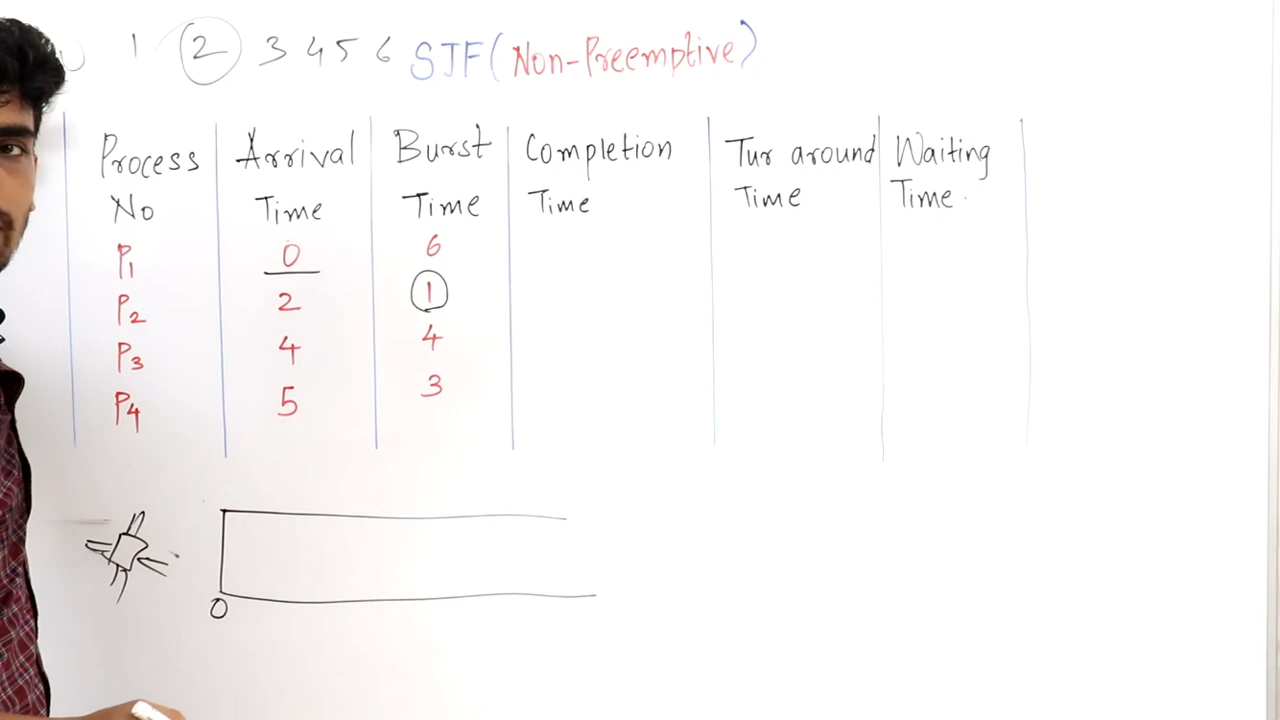 1 2 3 4 5 6 SJF(Non-Preemptive)
Process No | Arrival Time | Burst Time | Completion Time | Tur around Time | Waiting Time.
P1 0 6
P2 2 1
P3 4 4
P4 5 3
0